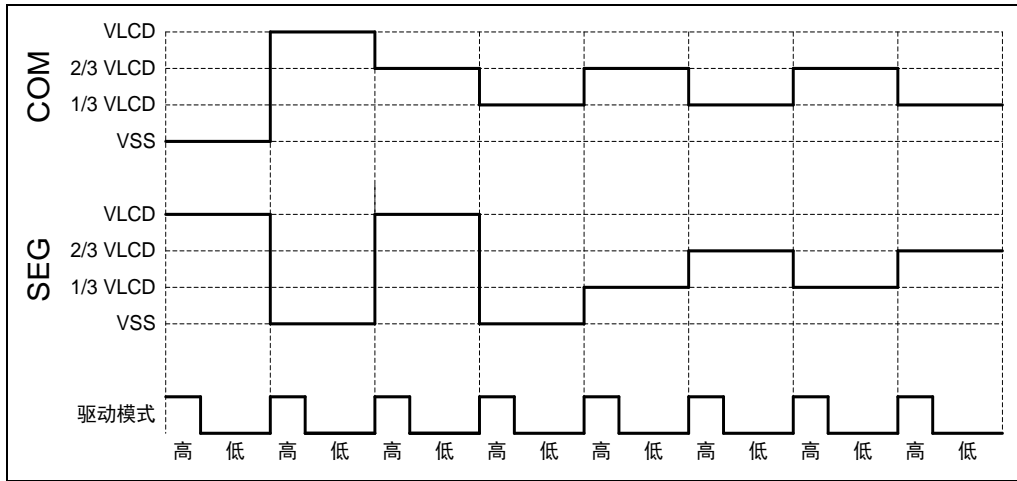 COM
VLCD
2/3 VLCD
1/3 VLCD
VSS
SEG
VLCD
2/3 VLCD
1/3 VLCD
VSS
驱动模式
高 低 高 低 高 低 高 低 高 低 高 低 高 低 高 低